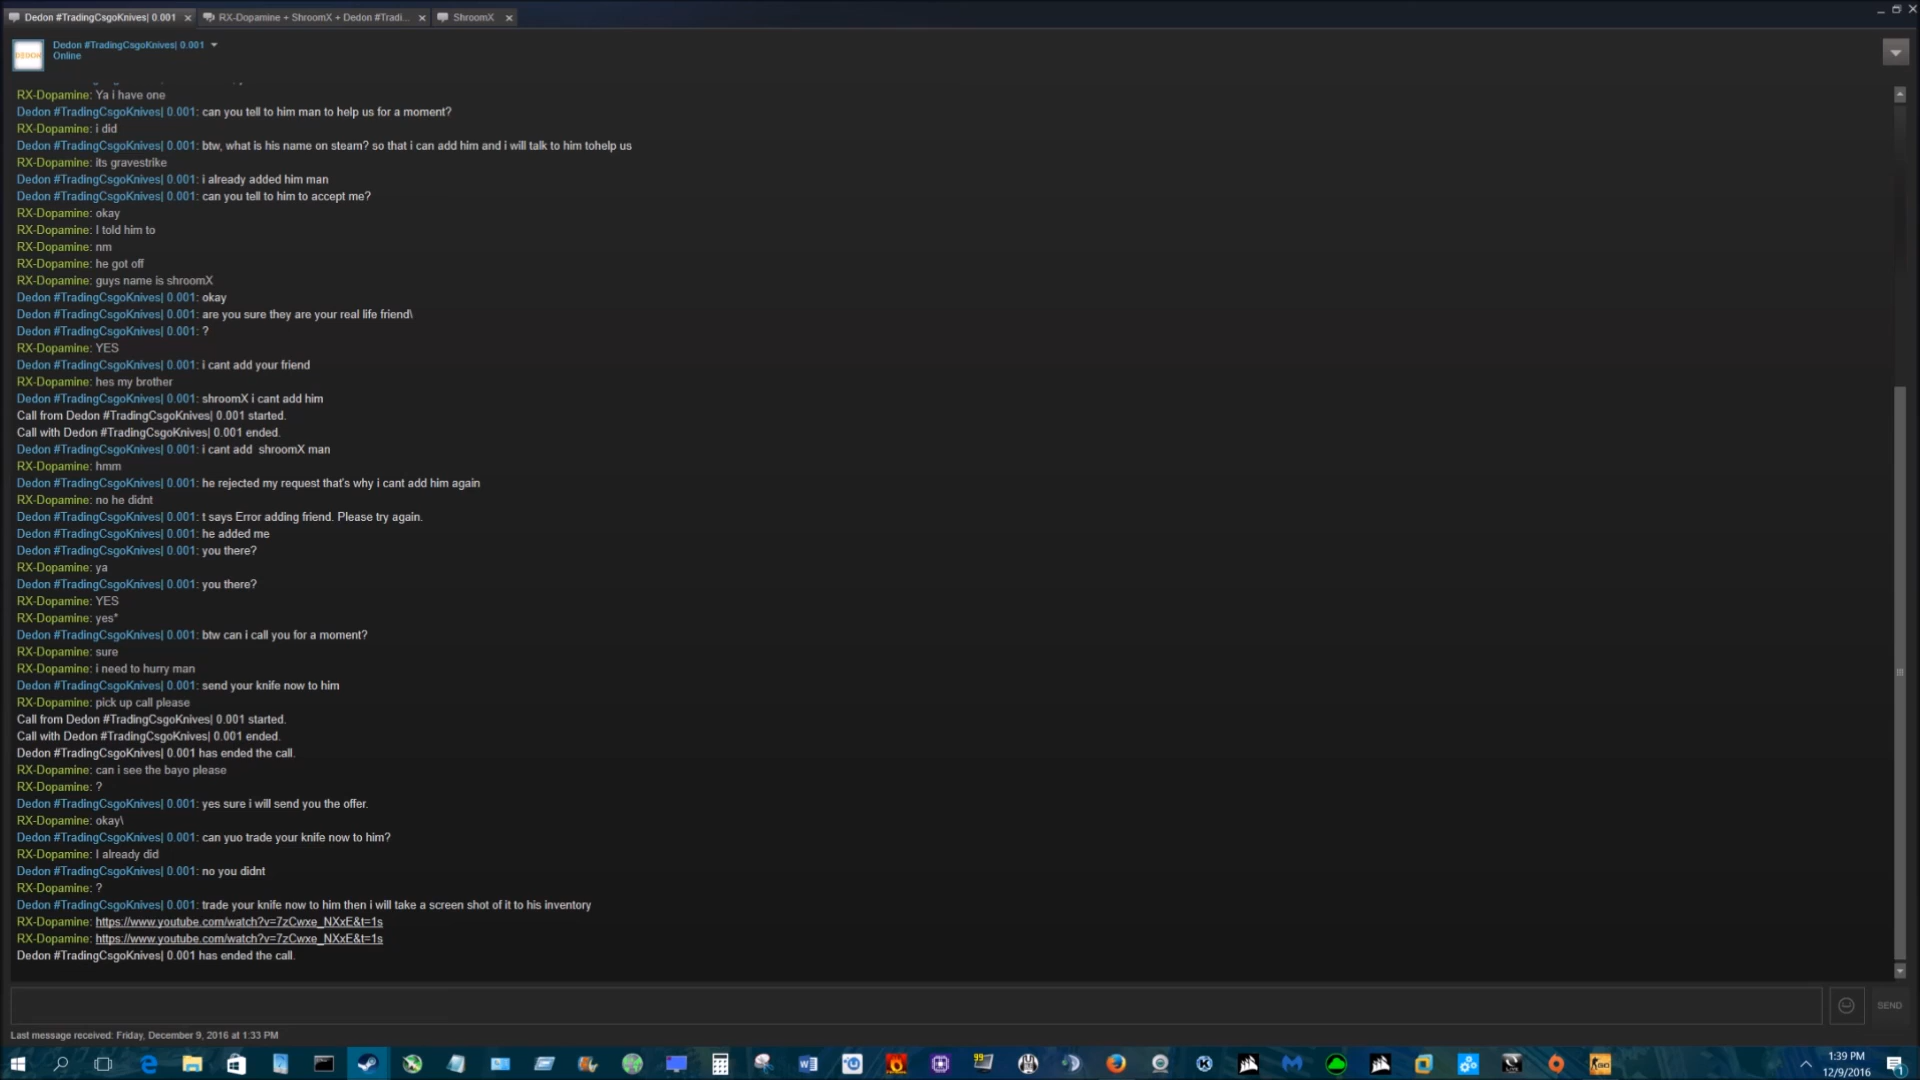 Dedon #TradingCsgoKnives| 0.001
RX-Dopamine + ShroomX + Dedon #Tradi...
ShroomX
DEDON
Dedon #TradingCsgoKnives| 0.001
Online
RX-Dopamine: Ya i have one
Dedon #TradingCsgoKnives| 0.001: can you tell to him man to help us for a moment?
RX-Dopamine: i did
Dedon #TradingCsgoKnives| 0.001: btw, what is his name on steam? so that i can add him and i will talk to him tohelp us
RX-Dopamine: its gravestrike
Dedon #TradingCsgoKnives| 0.001: i already added him man
Dedon #TradingCsgoKnives| 0.001: can you tell to him to accept me?
RX-Dopamine: okay
RX-Dopamine: I told him to
RX-Dopamine: nm
RX-Dopamine: he got off
RX-Dopamine: guys name is shroomX
Dedon #TradingCsgoKnives| 0.001: okay
Dedon #TradingCsgoKnives| 0.001: are you sure they are your real life friend\
Dedon #TradingCsgoKnives| 0.001: ?
RX-Dopamine: YES
Dedon #TradingCsgoKnives| 0.001: i cant add your friend
RX-Dopamine: hes my brother
Dedon #TradingCsgoKnives| 0.001: shroomX i cant add him
Call from Dedon #TradingCsgoKnives| 0.001 started.
Call with Dedon #TradingCsgoKnives| 0.001 ended.
Dedon #TradingCsgoKnives| 0.001: i cant add  shroomX man
RX-Dopamine: hmm
Dedon #TradingCsgoKnives| 0.001: he rejected my request that's why i cant add him again
RX-Dopamine: no he didnt
Dedon #TradingCsgoKnives| 0.001: t says Error adding friend. Please try again.
Dedon #TradingCsgoKnives| 0.001: he added me
Dedon #TradingCsgoKnives| 0.001: you there?
RX-Dopamine: ya
Dedon #TradingCsgoKnives| 0.001: you there?
RX-Dopamine: YES
RX-Dopamine: yes*
Dedon #TradingCsgoKnives| 0.001: btw can i call you for a moment?
RX-Dopamine: sure
RX-Dopamine: i need to hurry man
Dedon #TradingCsgoKnives| 0.001: send your knife now to him
RX-Dopamine: pick up call please
Call from Dedon #TradingCsgoKnives| 0.001 started.
Call with Dedon #TradingCsgoKnives| 0.001 ended.
Dedon #TradingCsgoKnives| 0.001 has ended the call.
RX-Dopamine: can i see the bayo please
RX-Dopamine: ?
Dedon #TradingCsgoKnives| 0.001: yes sure i will send you the offer.
RX-Dopamine: okay\
Dedon #TradingCsgoKnives| 0.001: can yuo trade your knife now to him?
RX-Dopamine: I already did
Dedon #TradingCsgoKnives| 0.001: no you didnt
RX-Dopamine: ?
Dedon #TradingCsgoKnives| 0.001: trade your knife now to him then i will take a screen shot of it to his inventory
RX-Dopamine: https://www.youtube.com/watch?v=7zCwxe_NXxE&t=1s
RX-Dopamine: https://www.youtube.com/watch?v=7zCwxe_NXxE&t=1s
Dedon #TradingCsgoKnives| 0.001 has ended the call.
SEND
Last message received: Friday, December 9, 2016 at 1:33 PM
99
1:39 PM
12/9/2016